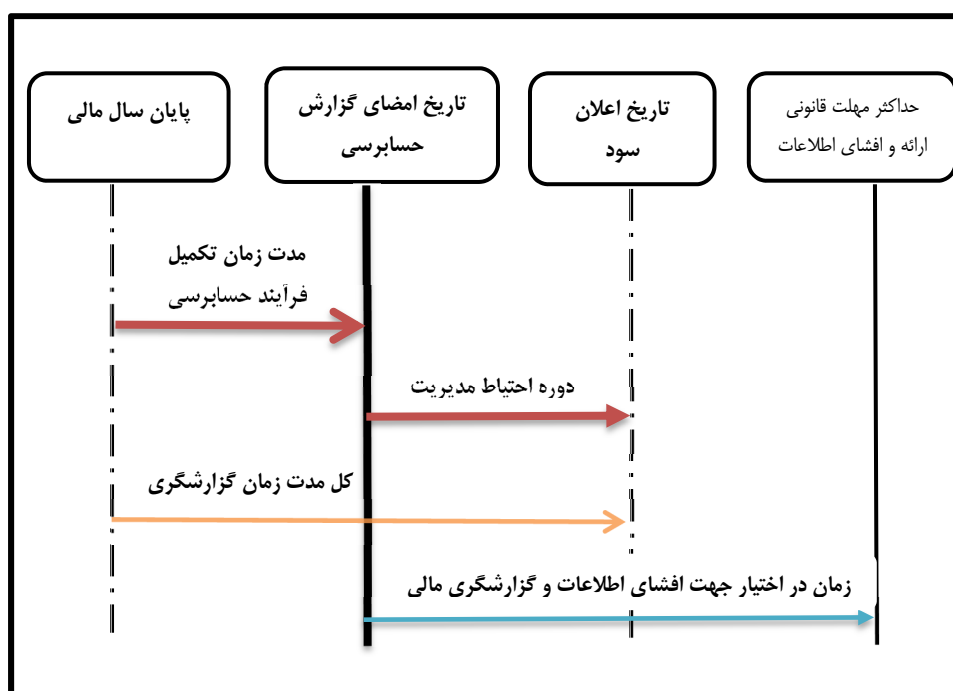 پایان سال مالی
تاریخ امضای گزارش
حسابرسی
تاریخ اعلان
سود
حداکثر مهلت قانونی
ارائه و افشای اطلاعات
مدت زمان تکمیل
فرآیند حسابرسی
دوره احتیاط مدیریت
کل مدت زمان گزارشگری
زمان در اختیار جهت افشای اطلاعات و گزارشگری مالی